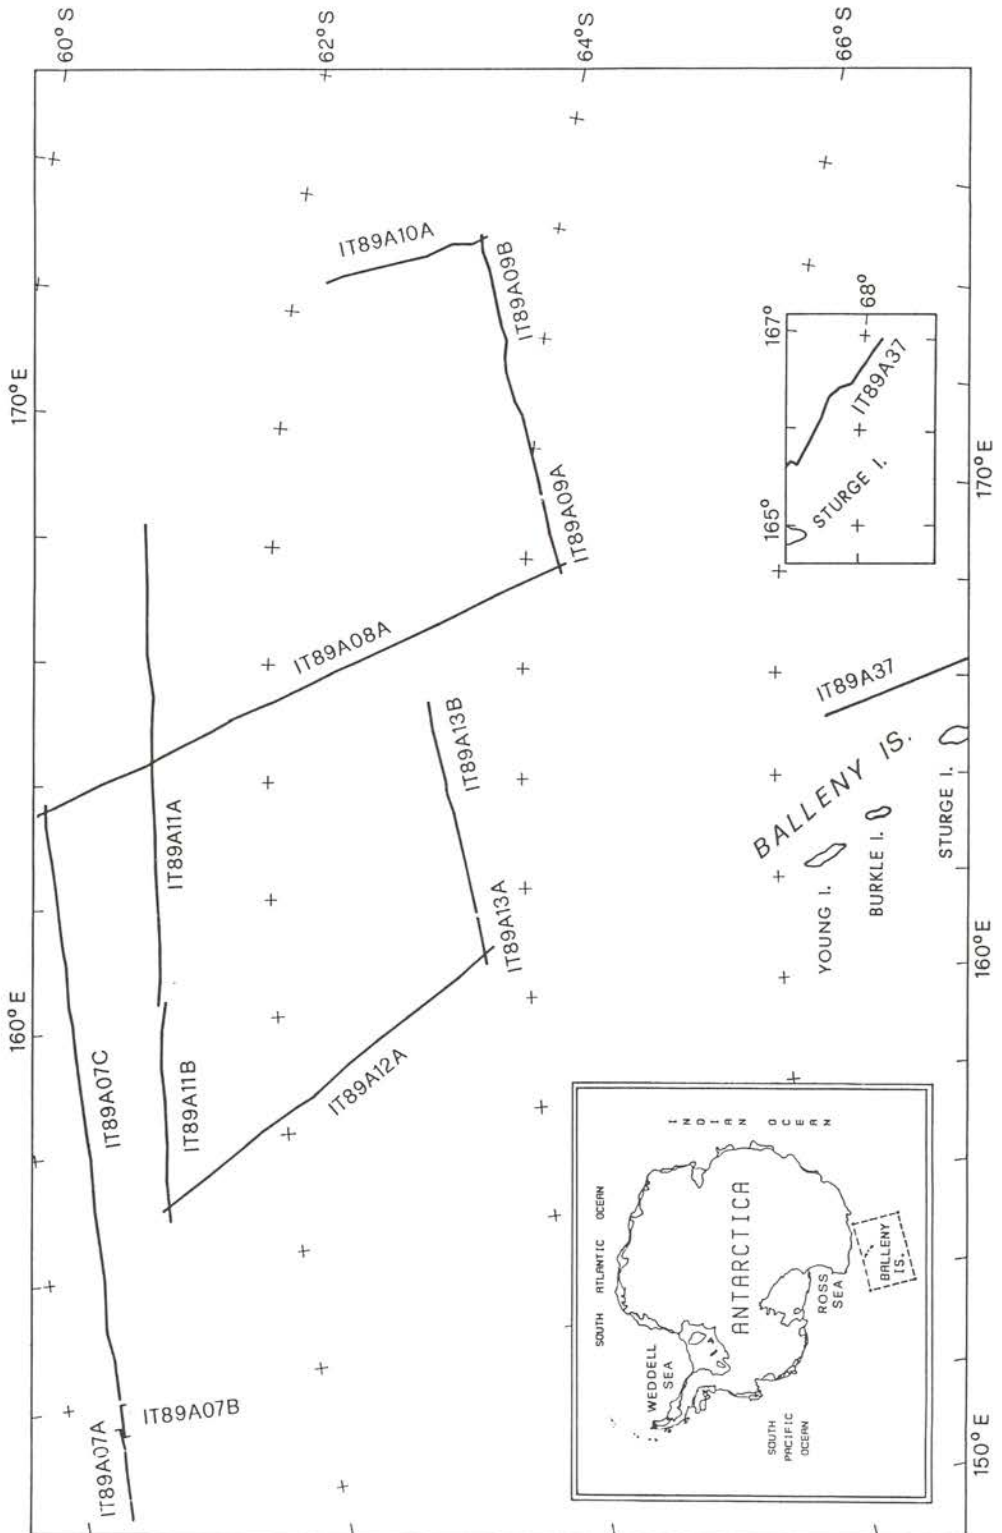 60°S
62°S
64°S
66°S
170°E
160°E
170°E
160°E
150°E
IT89A10A
IT89A09B
IT89A09A
IT89A08A
IT89A11A
IT89A13B
IT89A13A
IT89A07C
IT89A11B
IT89A12A
IT89A07A
IT89A07B
IT89A37
BALLENY IS.
YOUNG I.
BURKLE I.
STURGE I.
167°
165°
68°
IT89A37
STURGE I.
SOUTH ATLANTIC OCEAN
INDIAN OCEAN
WEDDELL
SEA
ANTARCTICA
ROSS
SEA
SOUTH
PACIFIC
OCEAN
BALLENY
IS.